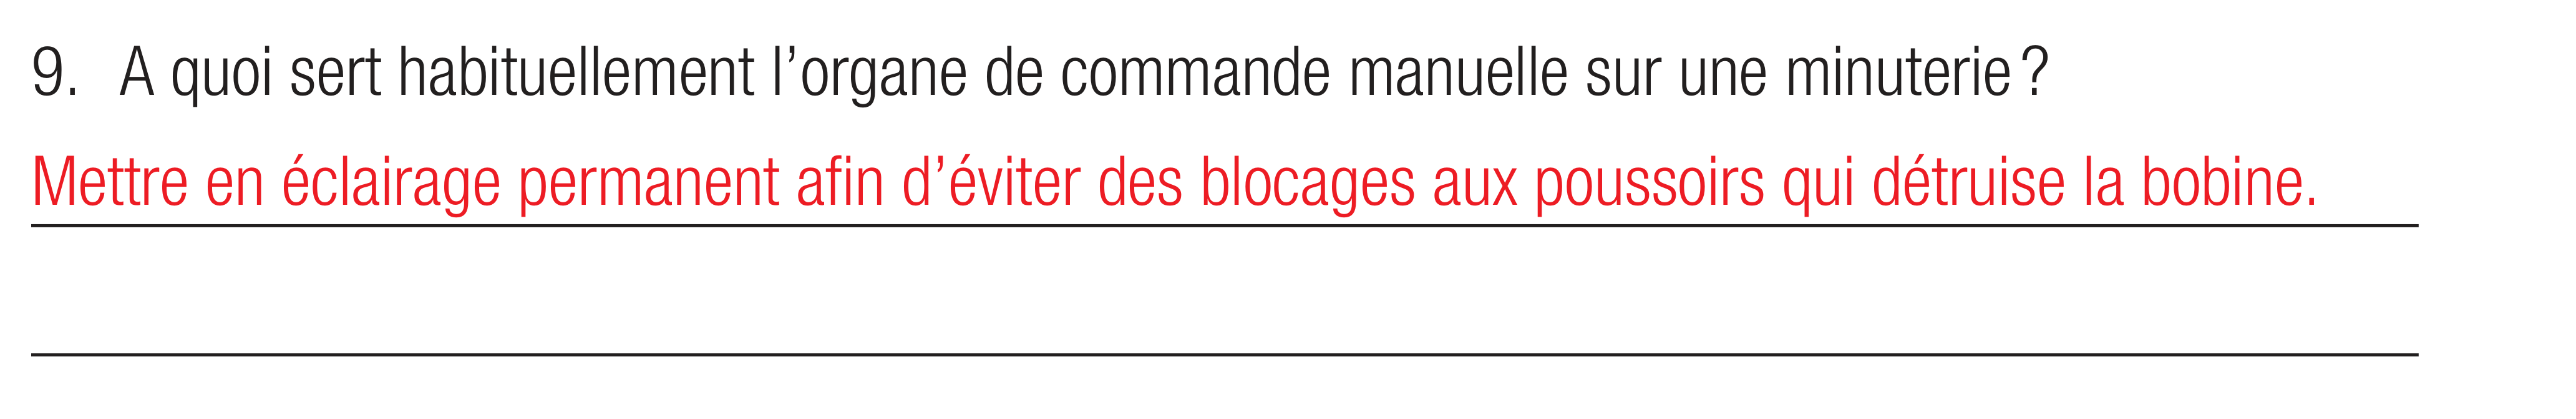 9. A quoi sert habituellement l’organe de commande manuelle sur une minuterie ?
Mettre en éclairage permanent afin d’éviter des blocages aux poussoirs qui détruise la bobine.